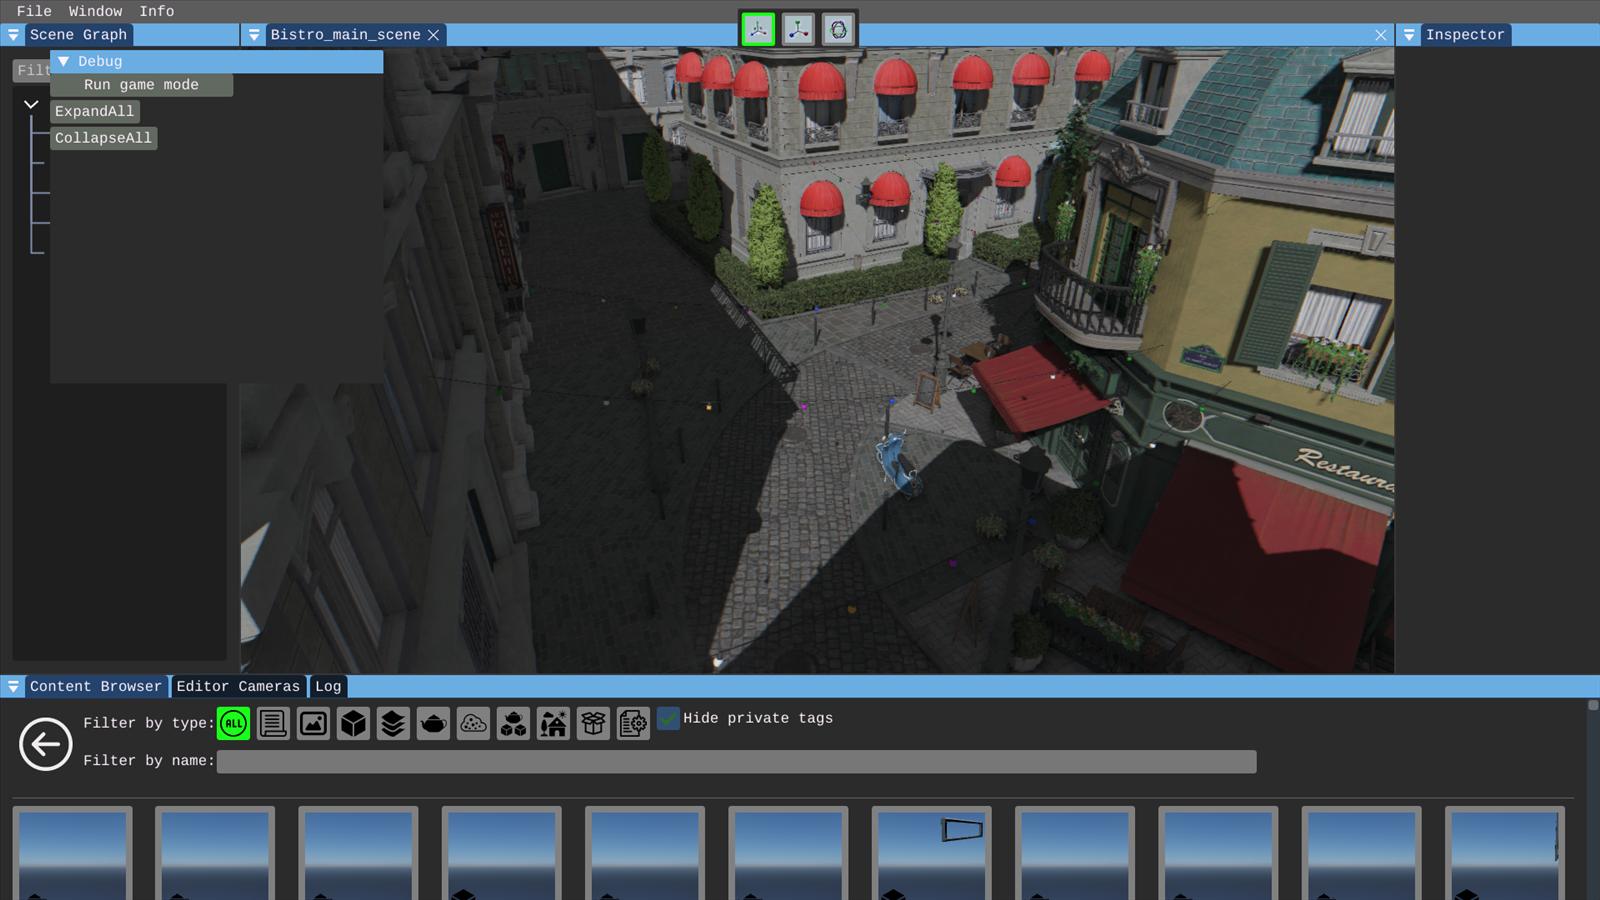 File Window Info
Scene Graph
Bistro_main_scene
Inspector
Filt
Debug
Run game mode
ExpandAll
CollapseAll
Restaur
Content Browser
Editor Cameras
Log
Filter by type:
ALL
Hide private tags
Filter by name: